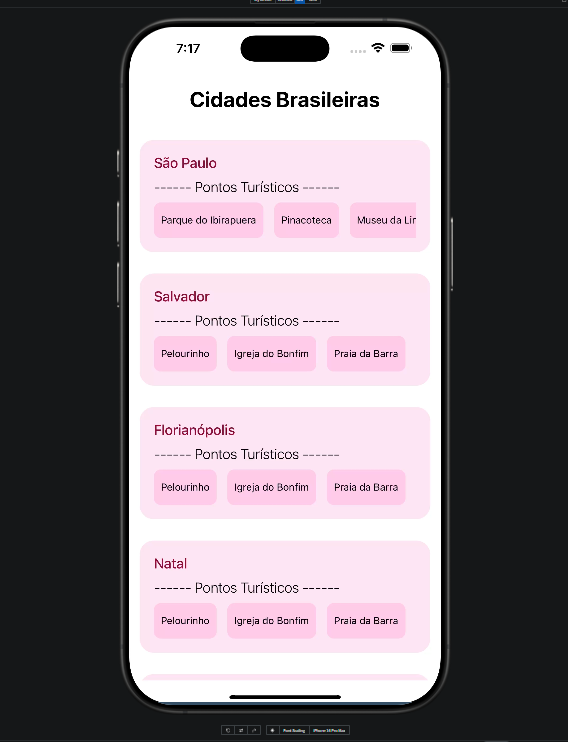 7:17
Cidades Brasileiras
São Paulo
------ Pontos Turísticos ------
Parque do Ibirapuera Pinacoteca Museu da Lin
Salvador
------ Pontos Turísticos ------
Pelourinho Igreja do Bonfim Praia da Barra
Florianópolis
------ Pontos Turísticos ------
Pelourinho Igreja do Bonfim Praia da Barra
Natal
------ Pontos Turísticos ------
Pelourinho Igreja do Bonfim Praia da Barra